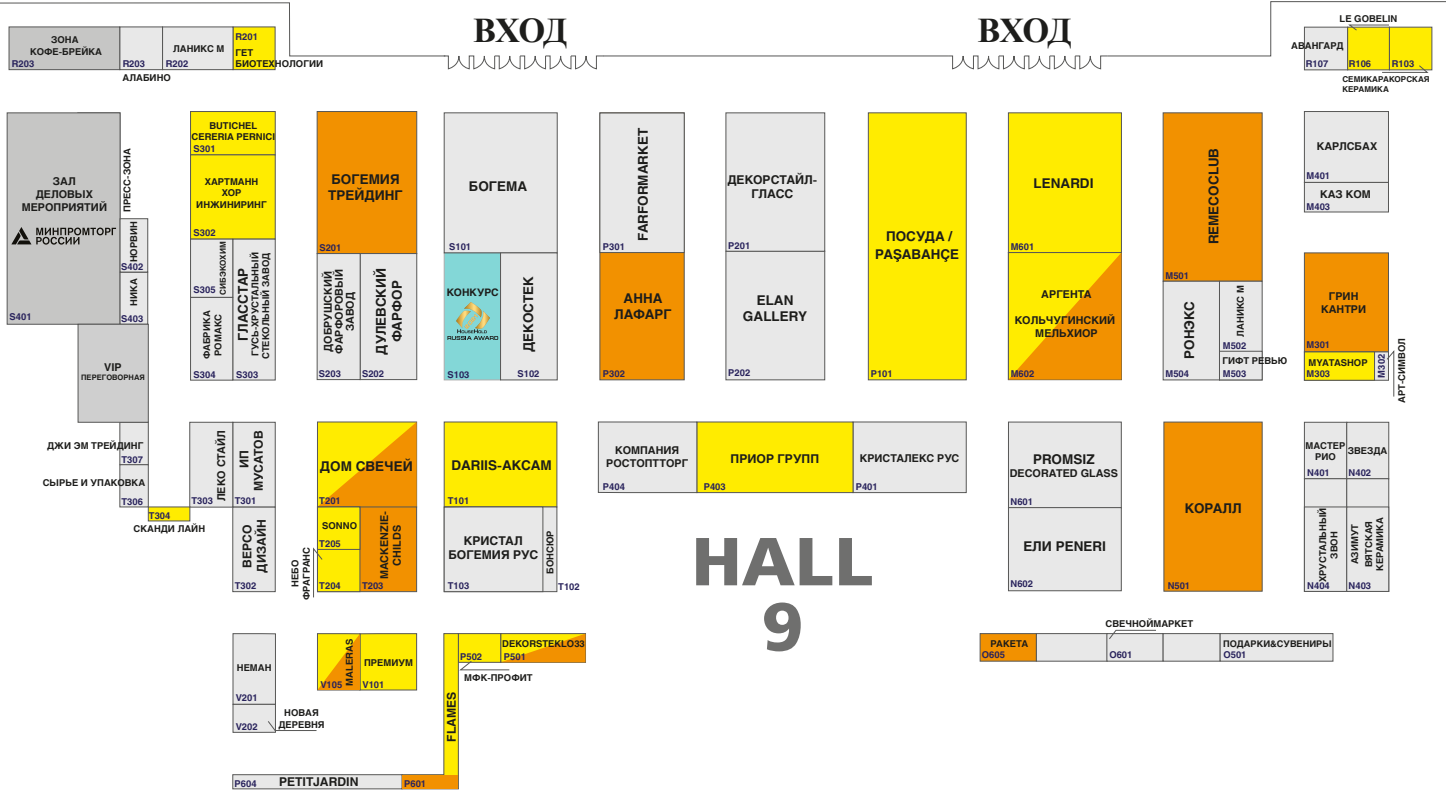 ВХОД
ВХОД
ЗОНА
КОФЕ-БРЕЙКА
R203
R203
АЛАБИНО
ЛАНИКС М
R202
R201
ГЕТ
БИОТЕХНОЛОГИИ
LE GOBELIN
АВАНГАРД
R107
R106
R103
СЕМИКАРАКОРСКАЯ
КЕРАМИКА
ЗАЛ
ДЕЛОВЫХ
МЕРОПРИЯТИЙ
МИНПРОМТОРГ
РОССИИ
S401
ПРЕСС-ЗОНА
НОРВИН
S402
НИКА
S403
VIP
ПЕРЕГОВОРНАЯ
BUTICHEL
CERERIA PERNICI
S301
ХАРТМАНН
ХОР
ИНЖИНИРИНГ
S302
СИБЭКОХИМ
S305
ФАБРИКА
РОМАКС
S304
ГЛАССТАР
ГУСЬ-ХРУСТАЛЬНЫЙ
СТЕКОЛЬНЫЙ ЗАВОД
S303
БОГЕМИЯ
ТРЕЙДИНГ
S201
ДОБРУШСКИЙ
ФАРФОРОВЫЙ
ЗАВОД
S203
ДУЛЕВСКИЙ
ФАРФОР
S202
БОГЕМА
S101
КОНКУРС
HouseHold
RUSSIA AWARD
S103
ДЕКОСТЕК
S102
FARFORMARKET
P301
АННА
ЛАФАРГ
P302
ДЕКОРСТАЙЛ-
ГЛАСС
P201
ELAN
GALLERY
P202
ПОСУДА /
PAŞABAHÇE
P101
LENARDI
M601
АРГЕНТА
КОЛЬЧУГИНСКИЙ
МЕЛЬХИОР
M602
REMECOCLUB
M501
РОНЭКС
M504
ЛАНИКС М
M502
ГИФТ РЕВЬЮ
M503
КАРЛСБАХ
M401
КАЗ КОМ
M403
ГРИН
КАНТРИ
M301
MYATASHOP
M303
M302
АРТ-СИМВОЛ
ДЖИ ЭМ ТРЕЙДИНГ
T307
СЫРЬЕ И УПАКОВКА
T306
T304
СКАНДИ ЛАЙН
ЛЕКО СТАЙЛ
T303
ИП
МУСАТОВ
T301
ВЕРСО
ДИЗАЙН
T302
ДОМ СВЕЧЕЙ
T201
SONNO
T205
T204
НЕБО
ФРАГРАНС
MACKENZIE-
CHILDS
T203
DARIIS-АКСАМ
T101
КРИСТАЛ
БОГЕМИЯ РУС
T103
БОНСЮР
T102
КОМПАНИЯ
РОСТОПТТОРГ
P404
ПРИОР ГРУПП
P403
КРИСТАЛЕКС РУС
P401
PROMSIZ
DECORATED GLASS
N601
ЕЛИ PENERI
N602
КОРАЛЛ
N501
МАСТЕР
РИО
N401
ЗВЕЗДА
N402
ХРУСТАЛЬНЫЙ
ЗВОН
N404
АЗИМУТ
ВЯТСКАЯ
КЕРАМИКА
N403
HALL
9
НЕМАН
V201
V202
НОВАЯ
ДЕРЕВНЯ
MALERAS
V105
ПРЕМИУМ
V101
FLAMES
P502
МФК-ПРОФИТ
DEKORSTEKLO33
P501
P604
PETITJARDIN
P601
РАКЕТА
O605
СВЕЧНОЙМАРКЕТ
O601
ПОДАРКИ&СУВЕНИРЫ
O501